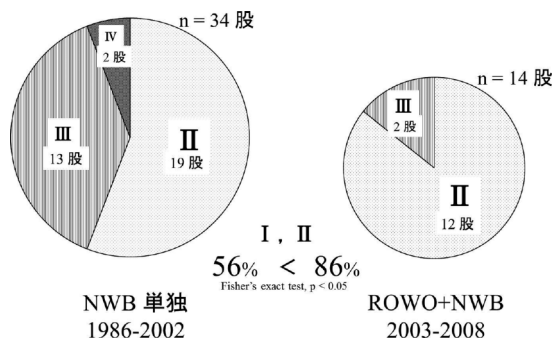 n = 34 股
IV
2 股
III
13 股
II
19 股
n = 14 股
III
2 股
II
12 股
I , II
56% < 86%
Fisher's exact test, p < 0.05
NWB 単独
1986-2002
ROWO+NWB
2003-2008